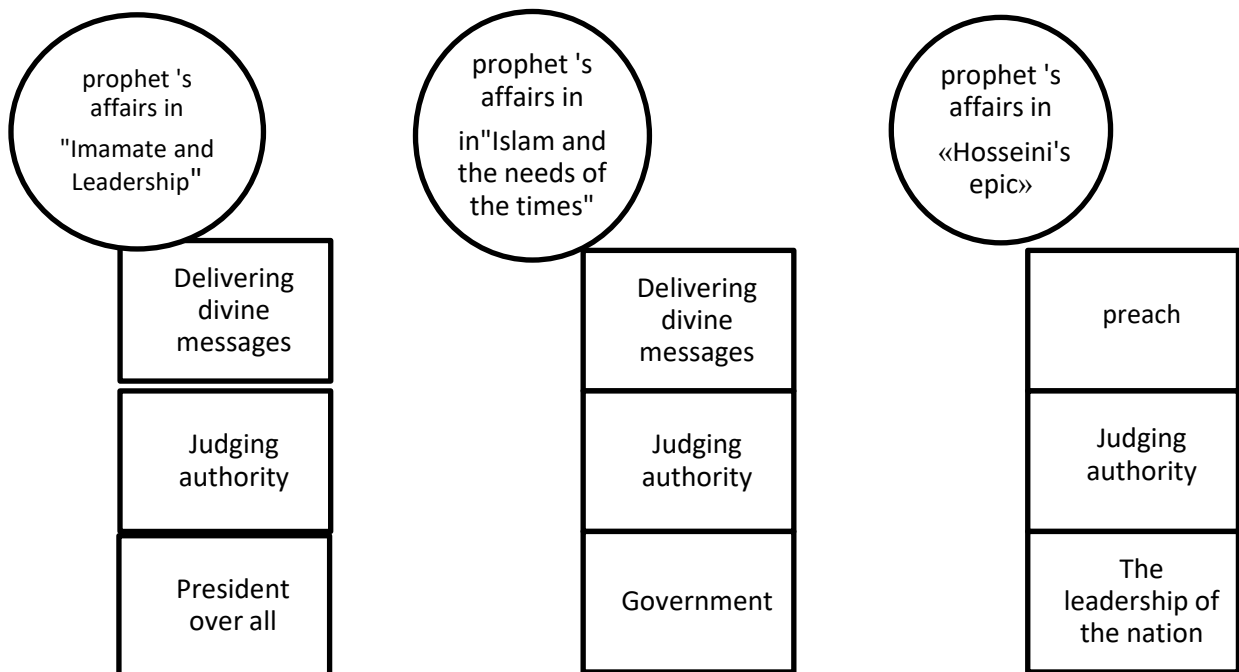 prophet 's
affairs in
"Imamate and
Leadership"
Delivering
divine
messages
Judging
authority
President
over all
prophet 's
affairs in
in"Islam and
the needs of
the times"
Delivering
divine
messages
Judging
authority
Government
prophet 's
affairs in
«Hosseini's
epic»
preach
Judging
authority
The
leadership of
the nation